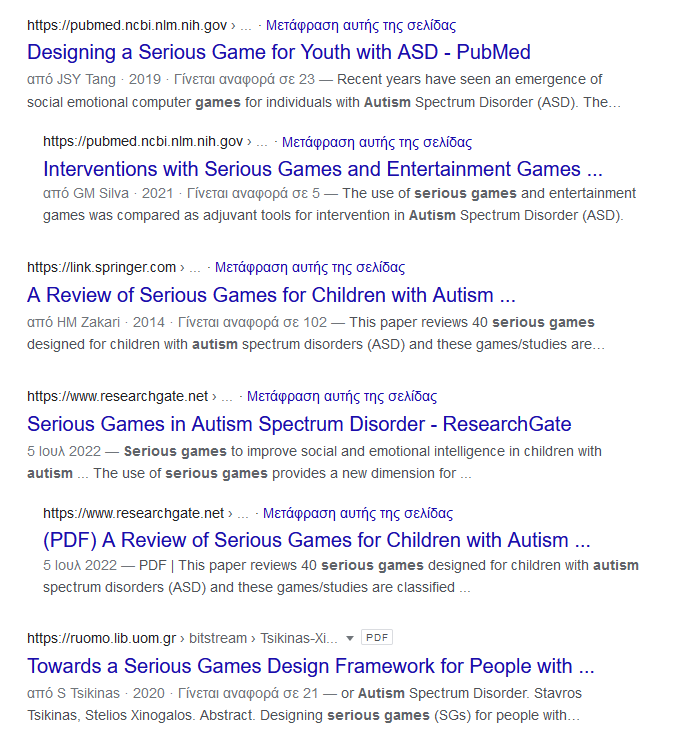 https://pubmed.ncbi.nlm.nih.gov › ... · Μετάφραση αυτής της σελίδας
Designing a Serious Game for Youth with ASD - PubMed
από JSY Tang · 2019 · Γίνεται αναφορά σε 23 — Recent years have seen an emergence of
social emotional computer games for individuals with Autism Spectrum Disorder (ASD). The...
https://pubmed.ncbi.nlm.nih.gov › ... · Μετάφραση αυτής της σελίδας
Interventions with Serious Games and Entertainment Games ...
από GM Silva · 2021 · Γίνεται αναφορά σε 5 — The use of serious games and entertainment
games was compared as adjuvant tools for intervention in Autism Spectrum Disorder (ASD).
https://link.springer.com › ... · Μετάφραση αυτής της σελίδας
A Review of Serious Games for Children with Autism ...
από HM Zakari · 2014 · Γίνεται αναφορά σε 102 — This paper reviews 40 serious games
designed for children with autism spectrum disorders (ASD) and these games/studies are...
https://www.researchgate.net › ... · Μετάφραση αυτής της σελίδας
Serious Games in Autism Spectrum Disorder - ResearchGate
5 Ιουλ 2022 — Serious games to improve social and emotional intelligence in children with
autism ... The use of serious games provides a new dimension for ...
https://www.researchgate.net › ... · Μετάφραση αυτής της σελίδας
(PDF) A Review of Serious Games for Children with Autism ...
5 Ιουλ 2022 — PDF | This paper reviews 40 serious games designed for children with autism
spectrum disorders (ASD) and these games/studies are classified ...
https://ruomo.lib.uom.gr › bitstream › Tsikinas-Xi... PDF
Towards a Serious Games Design Framework for People with ...
από S Tsikinas · 2020 · Γίνεται αναφορά σε 21 — or Autism Spectrum Disorder. Stavros
Tsikinas, Stelios Xinogalos. Abstract. Designing serious games (SGs) for people with...